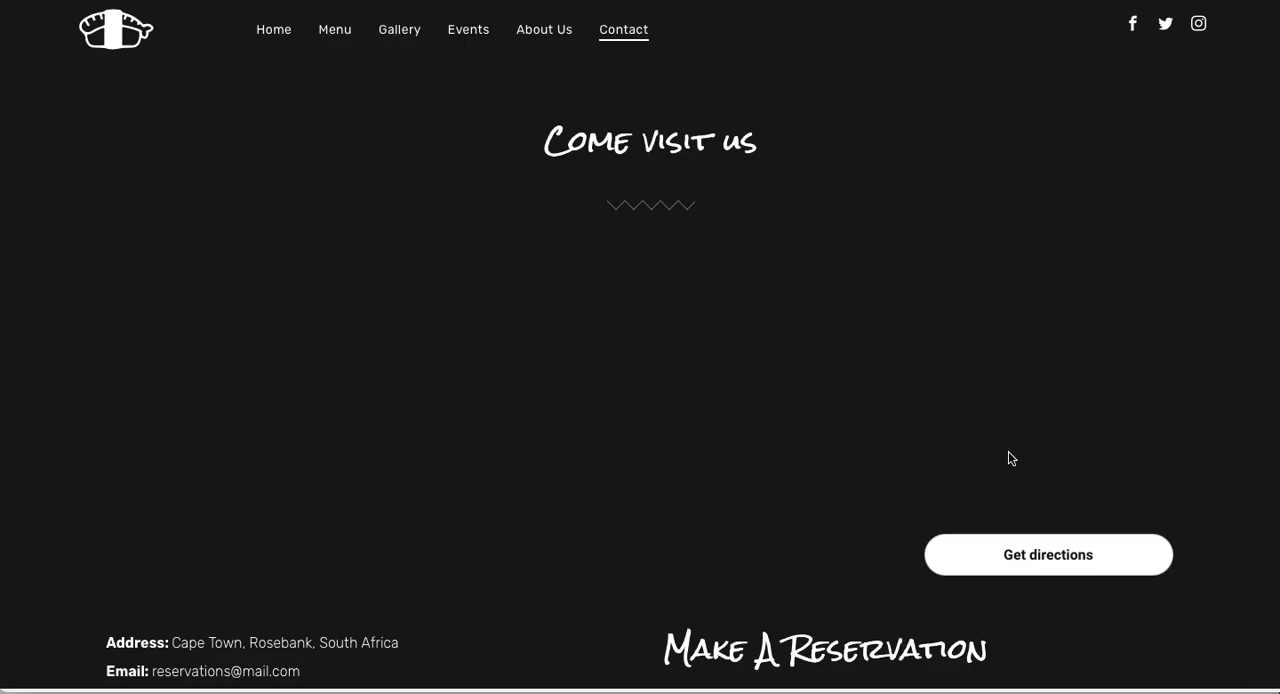 Home Menu Gallery Events About Us Contact
Come visit us
Get directions
Address: Cape Town, Rosebank, South Africa
Email: reservations@mail.com
Make A Reservation